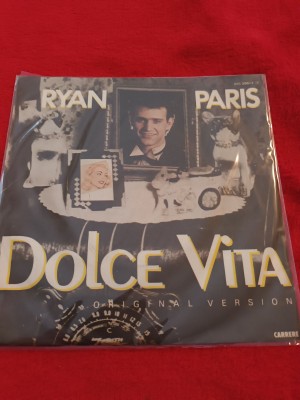 RYAN PARIS
DOLCE VITA
ORIGINAL VERSION
CARRERE